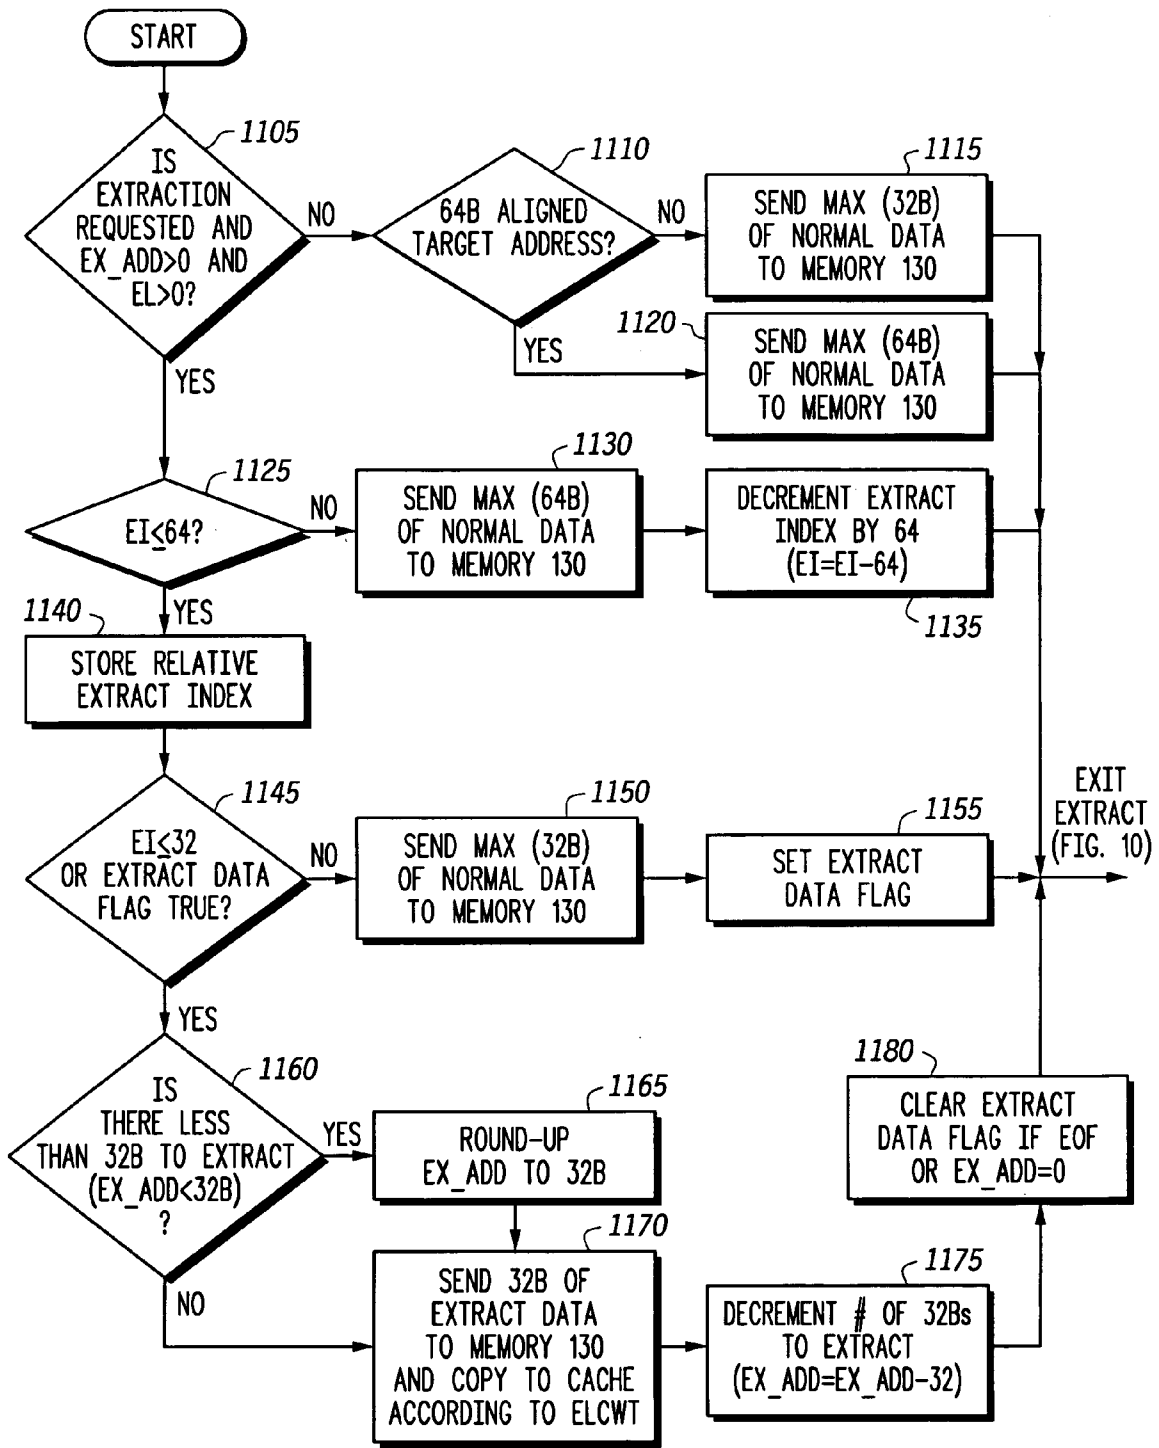 START
1105
IS
EXTRACTION
REQUESTED AND
EX_ADD>0 AND
EL>0?
NO
YES
1110
64B ALIGNED
TARGET ADDRESS?
NO
YES
1115
SEND MAX (32B)
OF NORMAL DATA
TO MEMORY 130
1120
SEND MAX (64B)
OF NORMAL DATA
TO MEMORY 130
1125
EI≤64?
NO
YES
1130
SEND MAX (64B)
OF NORMAL DATA
TO MEMORY 130
DECREMENT EXTRACT
INDEX BY 64
(EI=EI-64)
1135
1140
STORE RELATIVE
EXTRACT INDEX
1145
EI≤32
OR EXTRACT DATA
FLAG TRUE?
NO
YES
1150
SEND MAX (32B)
OF NORMAL DATA
TO MEMORY 130
1155
SET EXTRACT
DATA FLAG
EXIT
EXTRACT
(FIG. 10)
1160
IS
THERE LESS
THAN 32B TO EXTRACT
(EX_ADD<32B)
?
YES
NO
1165
ROUND-UP
EX_ADD TO 32B
1170
SEND 32B OF
EXTRACT DATA
TO MEMORY 130
AND COPY TO CACHE
ACCORDING TO ELCWT
1175
DECREMENT # OF 32Bs
TO EXTRACT
(EX_ADD=EX_ADD-32)
1180
CLEAR EXTRACT
DATA FLAG IF EOF
OR EX_ADD=0